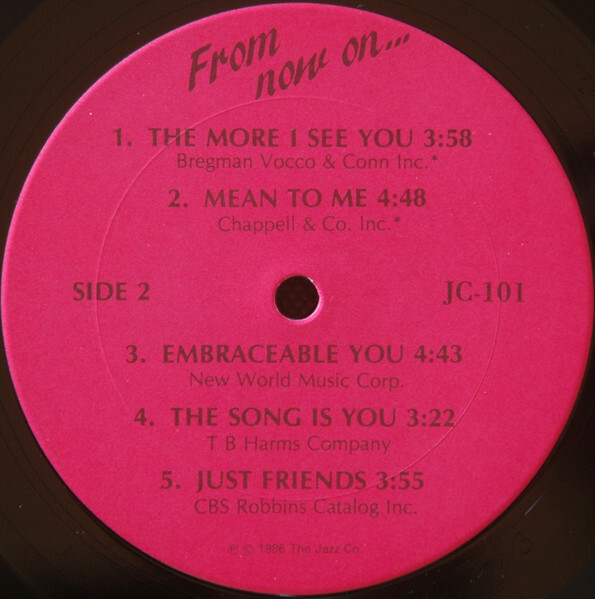 From
now on...
1. THE MORE I SEE YOU 3:58
Bregman Vocco & Conn Inc.*
2. MEAN TO ME 4:48
Chappell & Co. Inc.*
SIDE 2
JC-101
3. EMBRACEABLE YOU 4:43
New World Music Corp.
4. THE SONG IS YOU 3:22
T B Harms Company
5. JUST FRIENDS 3:55
CBS Robbins Catalog Inc.
℗ © 1986 The Jazz Co.